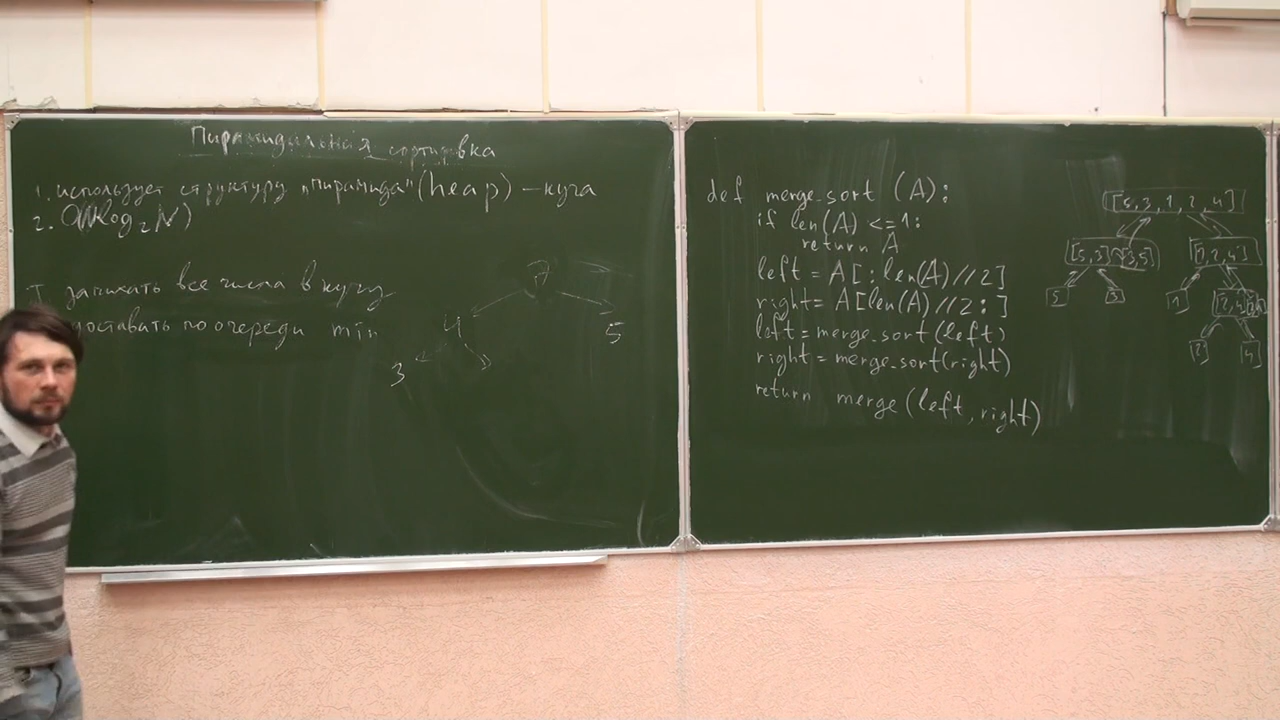 Пирамидальная сортировка
1. использует структуру „пирамида" (heap) – куча
2. O(N log₂N)
запихать все числа в кучу
доставать по очереди min
7
4
5
3
def merge_sort (A):
if len(A) <=1:
return A
left = A[:len(A)//2]
right = A[len(A)//2:]
left = merge_sort(left)
right = merge_sort(right)
return merge(left, right)
[5,3,1,2,4]
[5,3] [3,5] [1,2,4]
5 3 1 [2,4]
[2] [4]